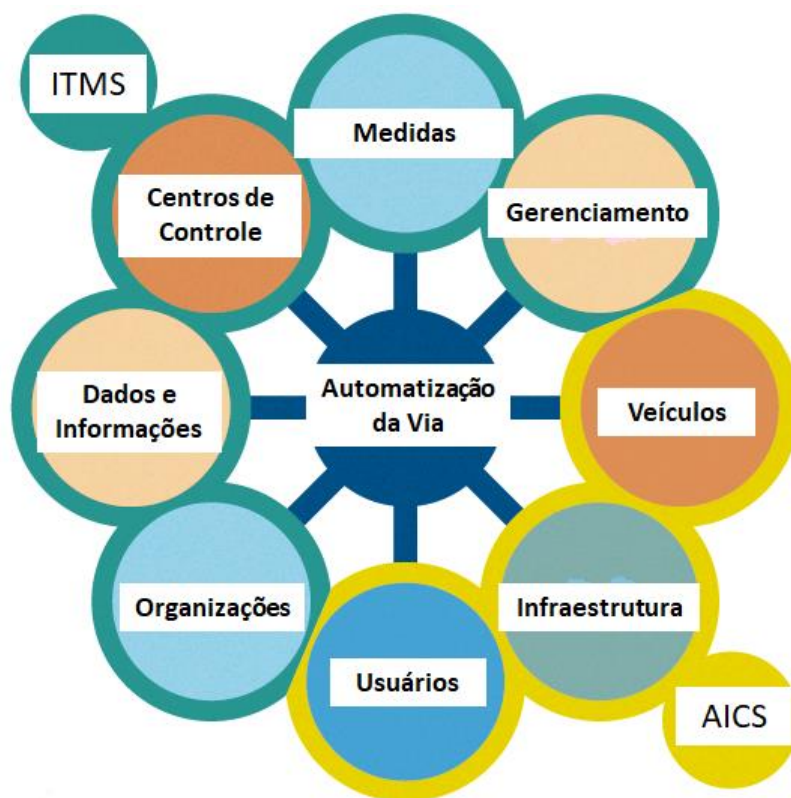 ITMS
Medidas
Centros de
Controle
Gerenciamento
Dados e
Informações
Automatização
da Via
Veículos
Organizações
Infraestrutura
Usuários
AICS